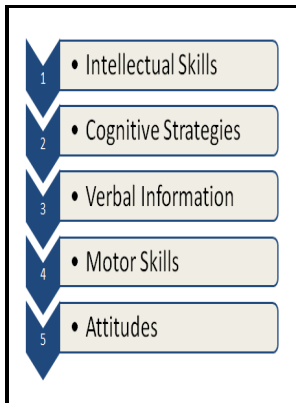 1 • Intellectual Skills
2 • Cognitive Strategies
3 • Verbal Information
4 • Motor Skills
5 • Attitudes